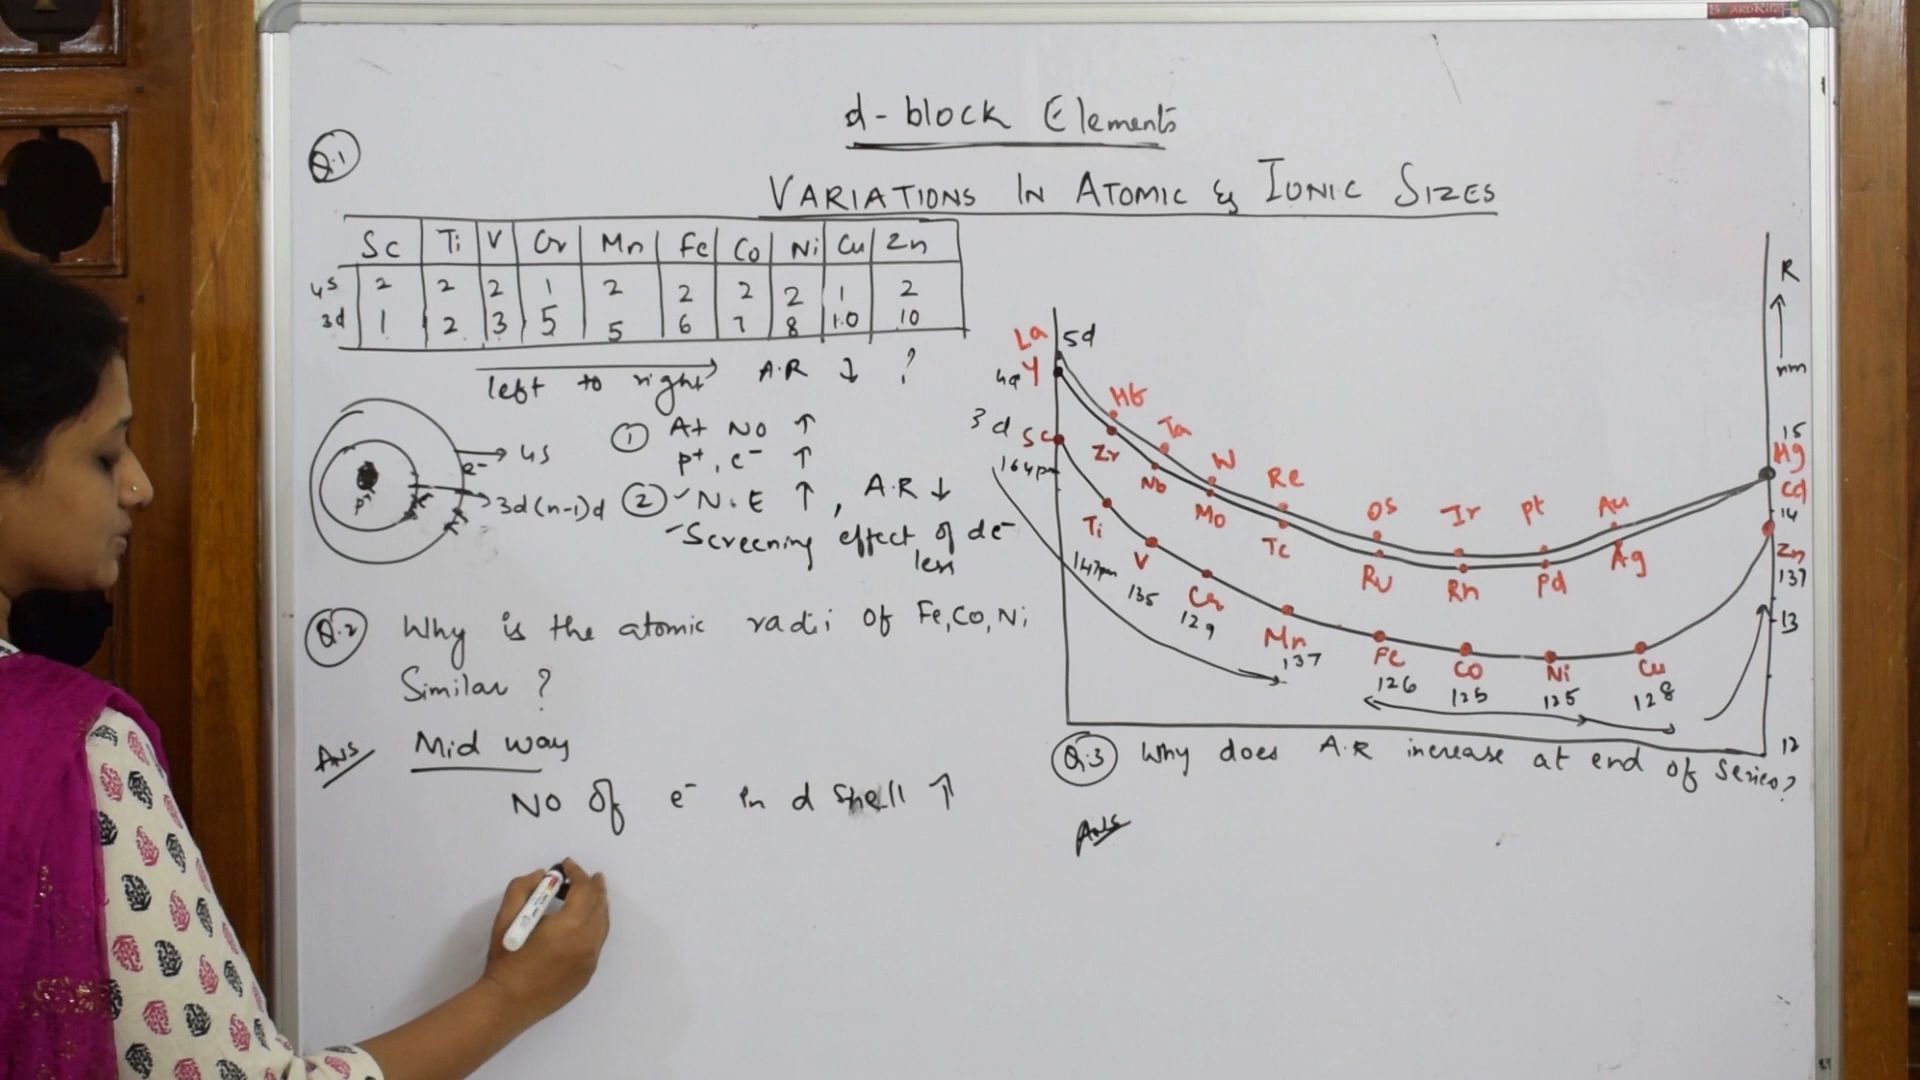 d-block Elements
Q.1
VARIATIONS IN ATOMIC & IONIC SIZES
Sc Ti V Cr Mn Fe Co Ni Cu Zn
4s 2 2 2 1 2 2 2 2 1 2
3d 1 2 3 5 5 6 7 8 10 10
left to right A.R ↓ ?
① At No ↑
p+, e- ↑
② - N.E ↑, A.R ↓
- Screening effect of d e-
less
e- → 4s
→ 3d (n-1)d
p+
Q.2 Why is the atomic radii of Fe, Co, Ni
Similar ?
Ans Mid way
No of e- in d shell ↑
R
nm
15
14
13
12
5d
4d
3d
La
Y
Sc
164pm
Hf Ta W Re Os Ir Pt Au Hg
Zr Nb Mo Tc Ru Rh Pd Ag Cd
Ti V Cr Mn Fe Co Ni Cu Zn
147pm 135 129 137 126 125 125 128 137
Q.3 Why does A.R increase at end of series?
Ans